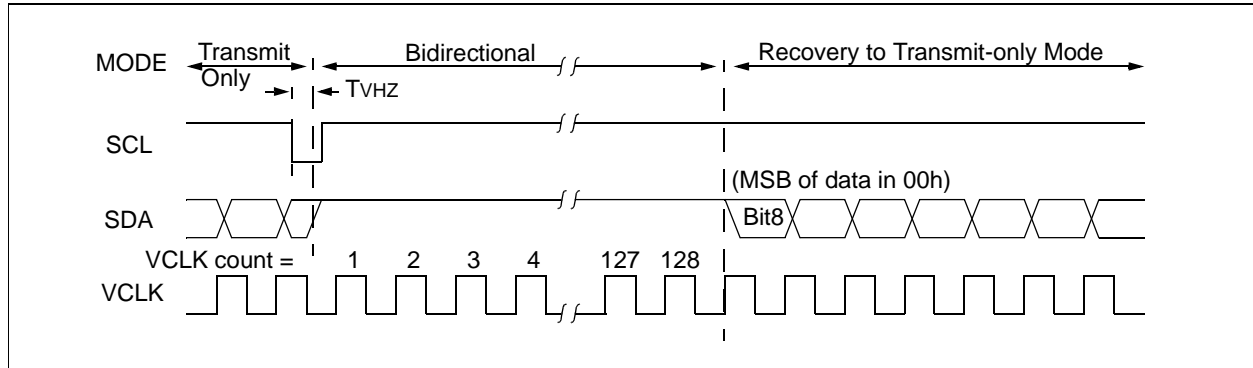 MODE
Transmit
Only
Bidirectional
Recovery to Transmit-only Mode
TVHZ
SCL
(MSB of data in 00h)
SDA
Bit8
VCLK count = 1 2 3 4 127 128
VCLK